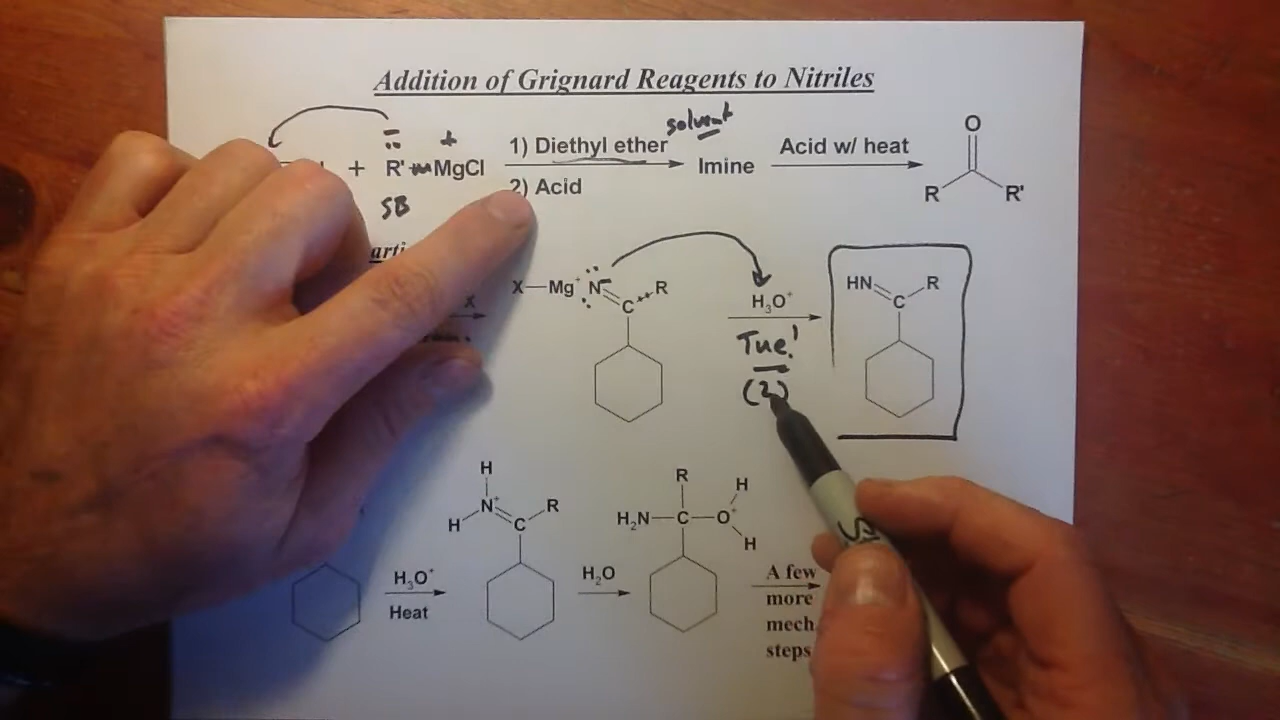 Addition of Grignard Reagents to Nitriles
solvent
+ R' MgCl 1) Diethyl ether Imine Acid w/ heat O
2) Acid R R'
SB
arti
X X—Mg⁺ N C R H₃O⁺ HN C R
Tue!
(2)
H
H N⁺ C R H₂N—C—O⁺ R H H
H₃O⁺ H₂O A few
Heat more
mech
steps